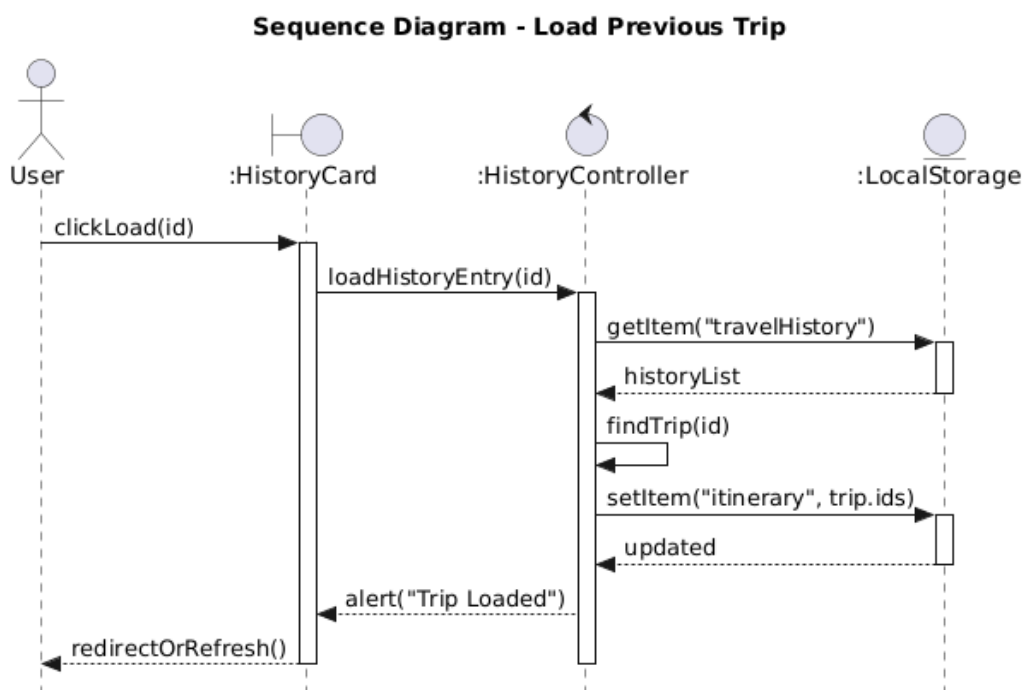 Sequence Diagram - Load Previous Trip
User
:HistoryCard
:HistoryController
:LocalStorage
clickLoad(id)
loadHistoryEntry(id)
getItem("travelHistory")
historyList
findTrip(id)
setItem("itinerary", trip.ids)
updated
alert("Trip Loaded")
redirectOrRefresh()